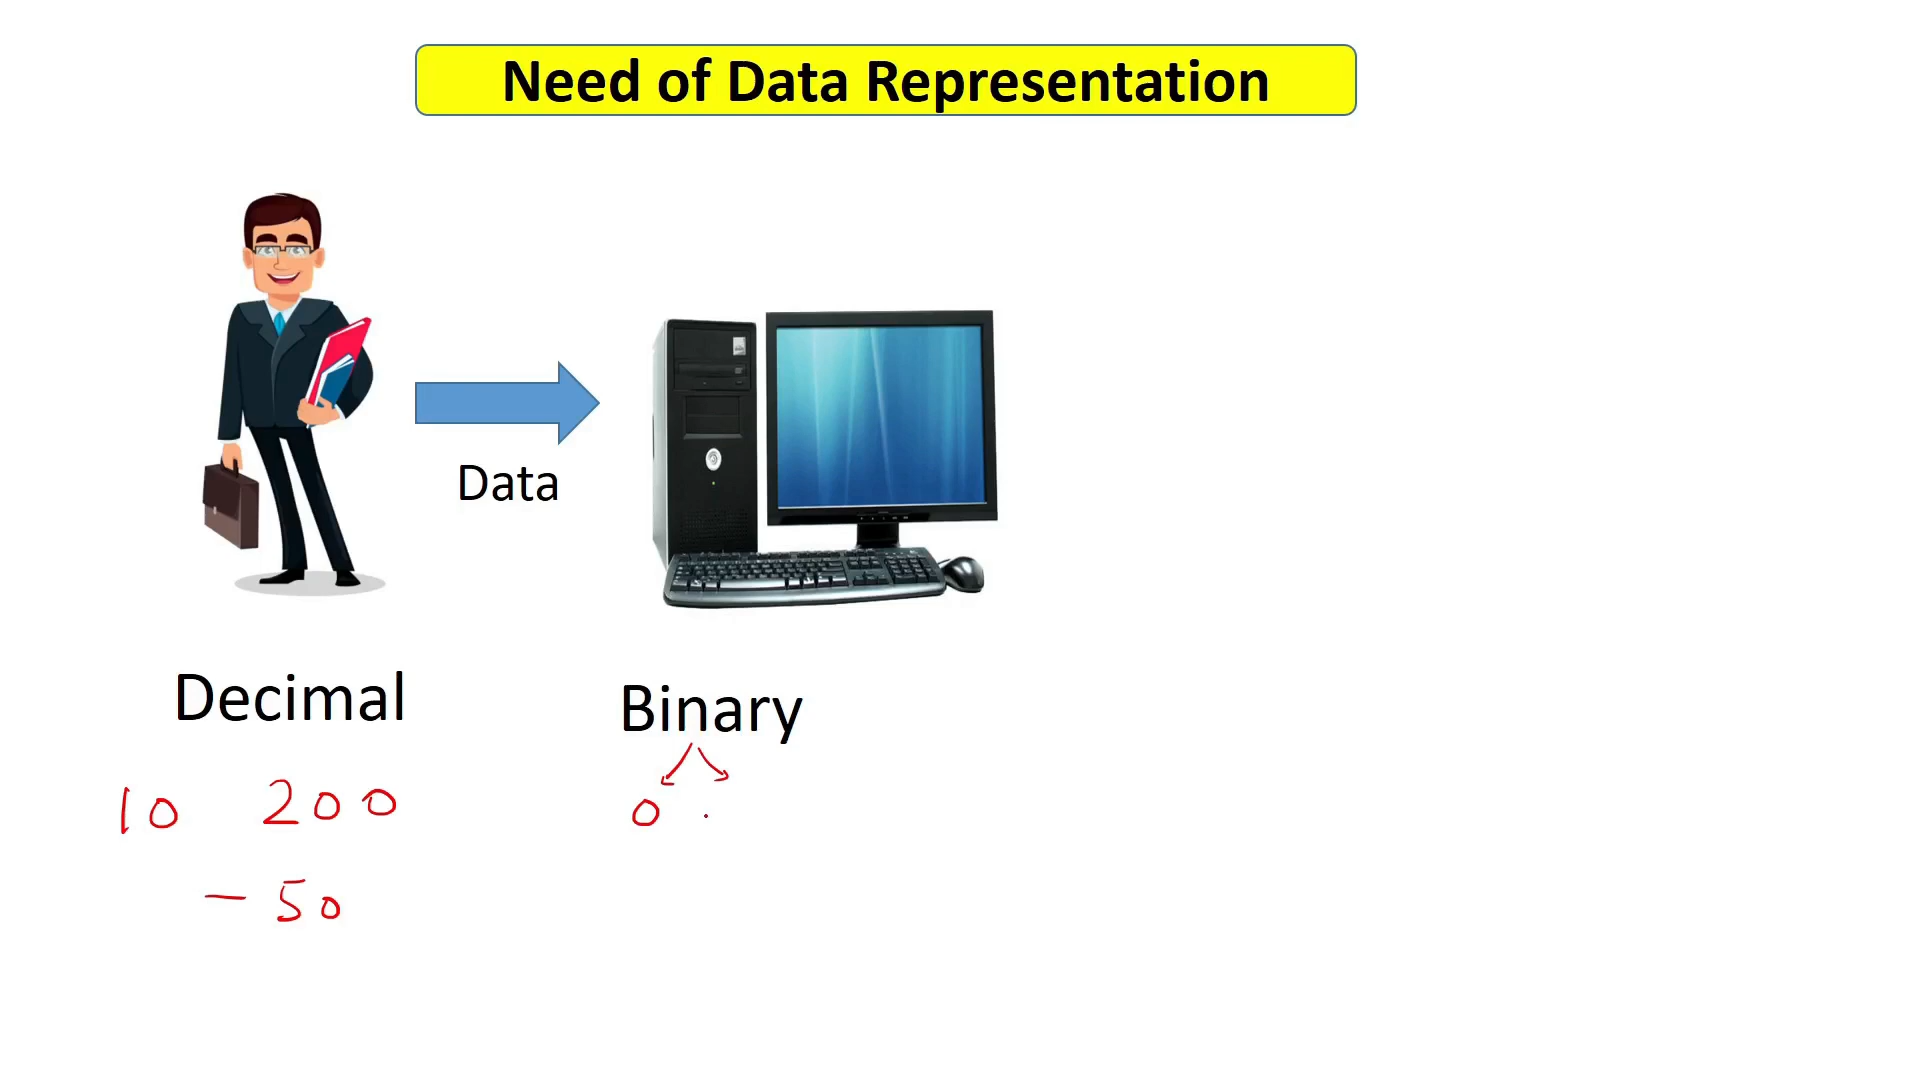 Need of Data Representation
Data
Decimal
Binary
10 200
0
- 50